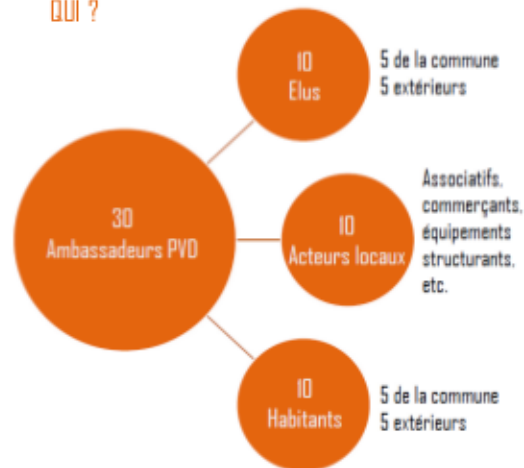 QUI ?
10
Elus
5 de la commune
5 extérieurs
30
Ambassadeurs PVD
10
Acteurs locaux
Associatifs,
commerçants,
équipements
structurants,
etc.
10
Habitants
5 de la commune
5 extérieurs